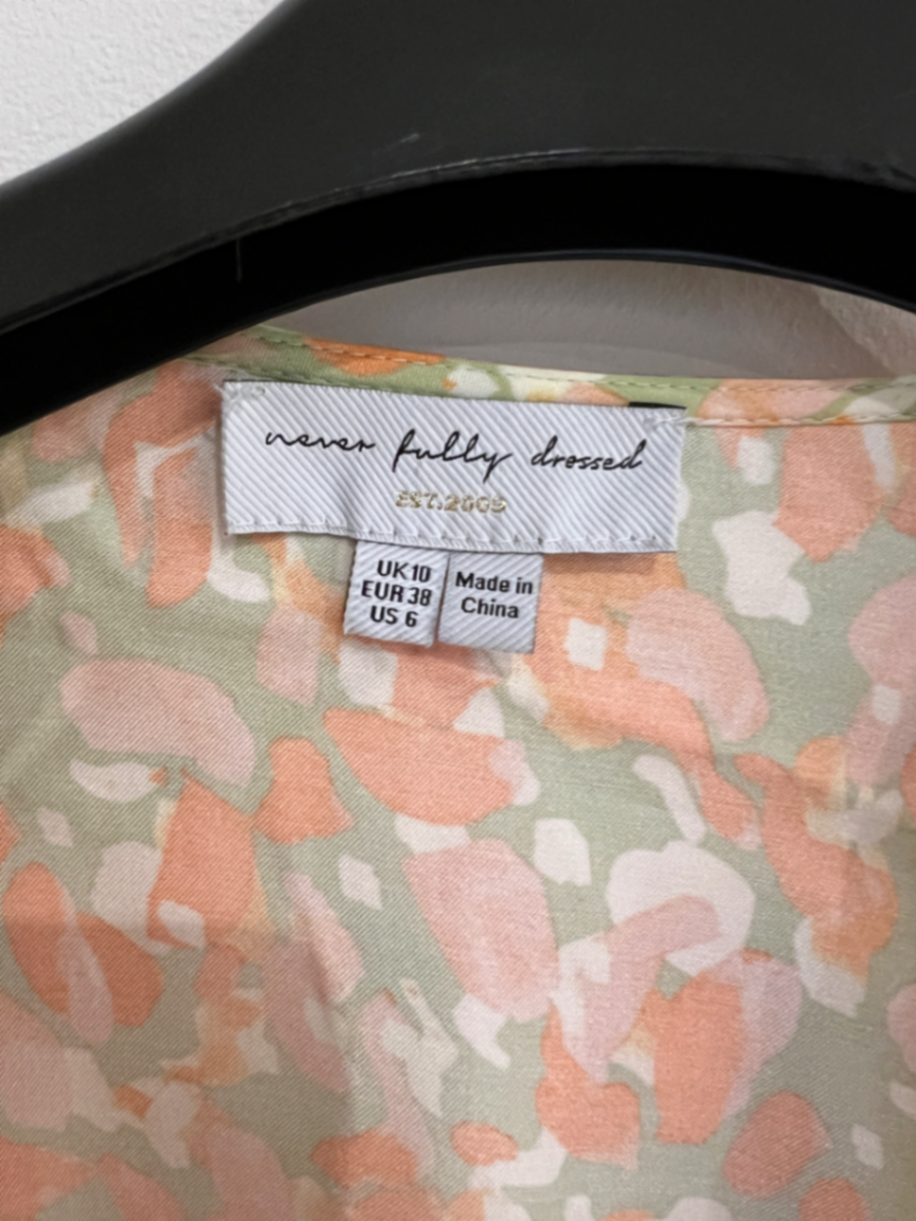 never fully dressed
EST.2009
UK10
EUR 38
US 6
Made in
China